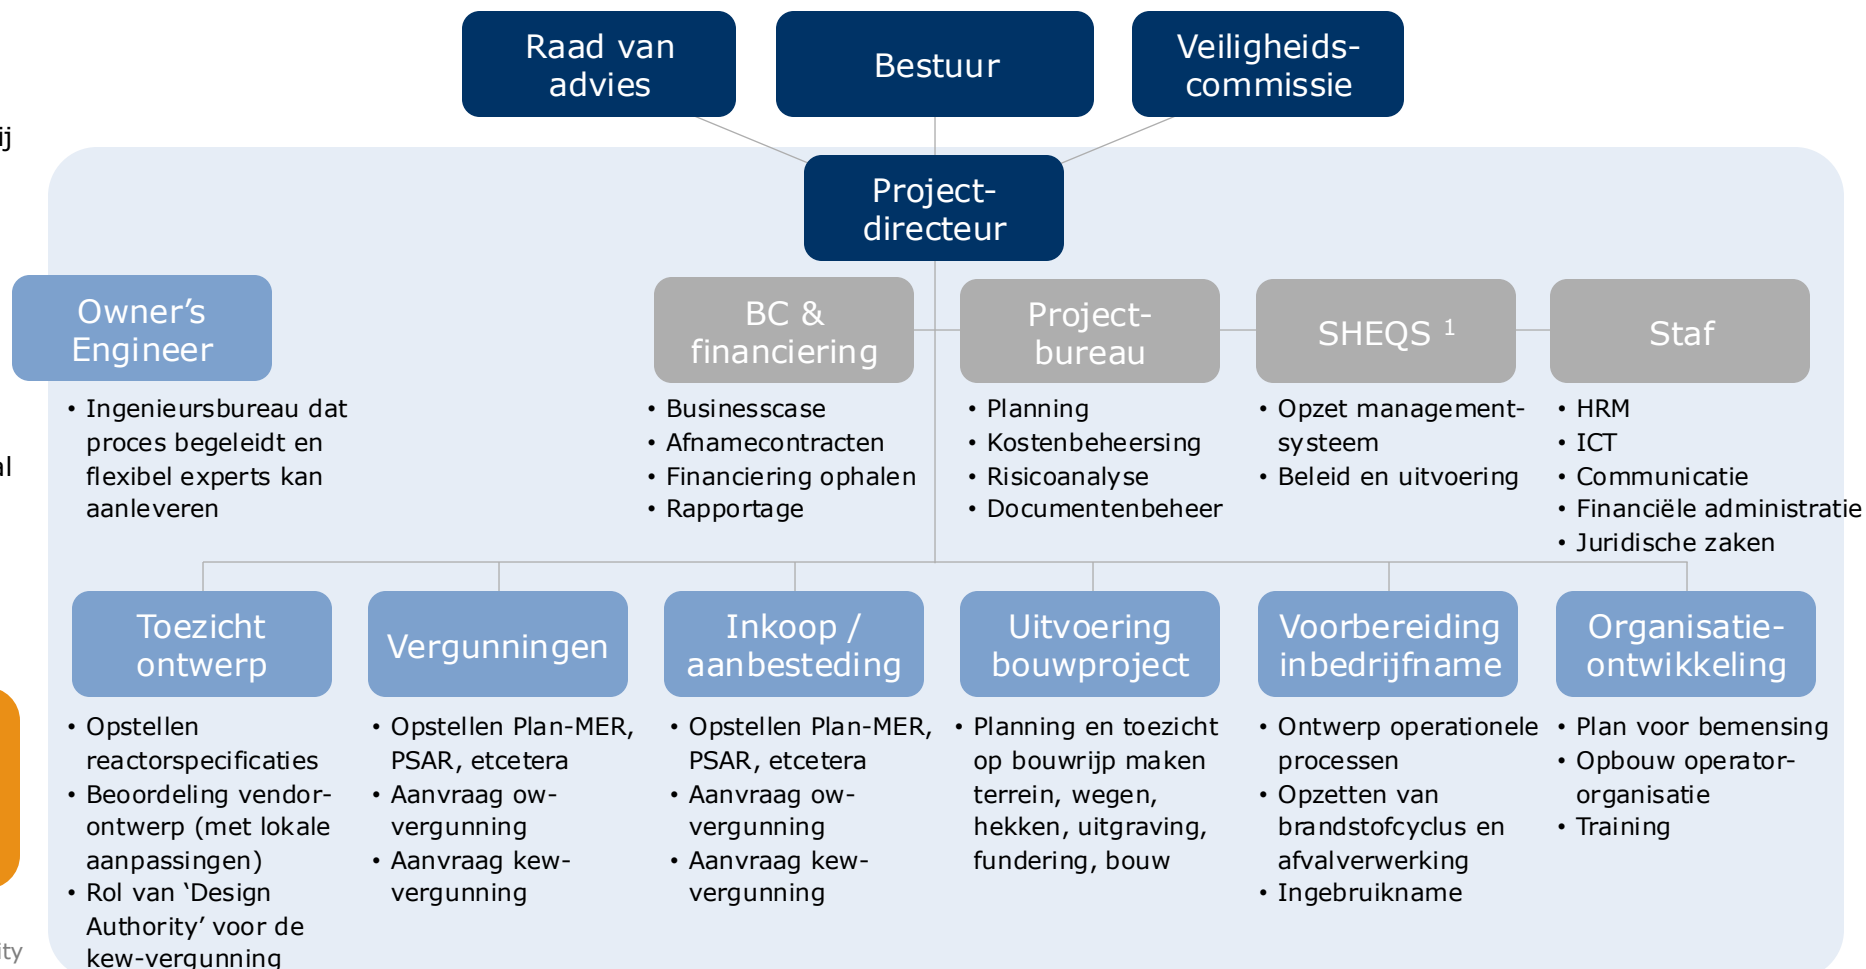 Raad van
advies
Bestuur
Veiligheids-
commissie
ij
Project-
directeur
Owner's
Engineer
BC &
financiering
Project-
bureau
SHEQS 1
Staf
• Ingenieursbureau dat
proces begeleidt en
flexibel experts kan
aanleveren
al
• Businesscase
• Afnamecontracten
• Financiering ophalen
• Rapportage
• Planning
• Kostenbeheersing
• Risicoanalyse
• Documentenbeheer
• Opzet management-
systeem
• Beleid en uitvoering
• HRM
• ICT
• Communicatie
• Financiële administratie
• Juridische zaken
Toezicht
ontwerp
Vergunningen
Inkoop /
aanbesteding
Uitvoering
bouwproject
Voorbereiding
inbedrijfname
Organisatie-
ontwikkeling
• Opstellen
reactorspecificaties
• Beoordeling vendor-
ontwerp (met lokale
aanpassingen)
• Rol van ‘Design
Authority’ voor de
kew-vergunning
• Opstellen Plan-MER,
PSAR, etcetera
• Aanvraag ow-
vergunning
• Aanvraag kew-
vergunning
• Opstellen Plan-MER,
PSAR, etcetera
• Aanvraag ow-
vergunning
• Aanvraag kew-
vergunning
• Planning en toezicht
op bouwrijp maken
terrein, wegen,
hekken, uitgraving,
fundering, bouw
• Ontwerp operationele
processen
• Opzetten van
brandstofcyclus en
afvalverwerking
• Ingebruikname
• Plan voor bemensing
• Opbouw operator-
organisatie
• Training
ity